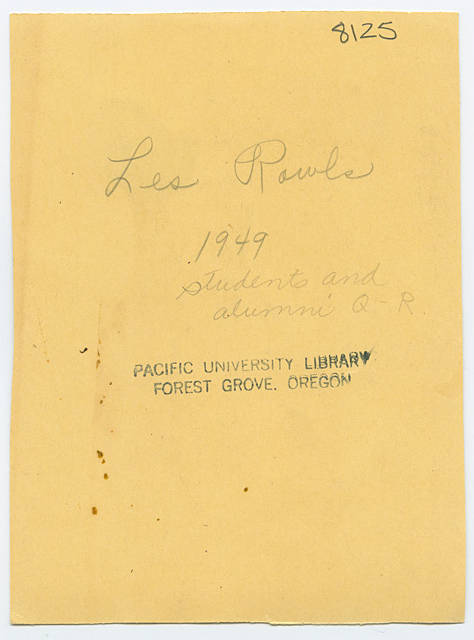 8125
Les Rowls
1949
students and
alumni Q-R.
PACIFIC UNIVERSITY LIBRARY
FOREST GROVE, OREGON